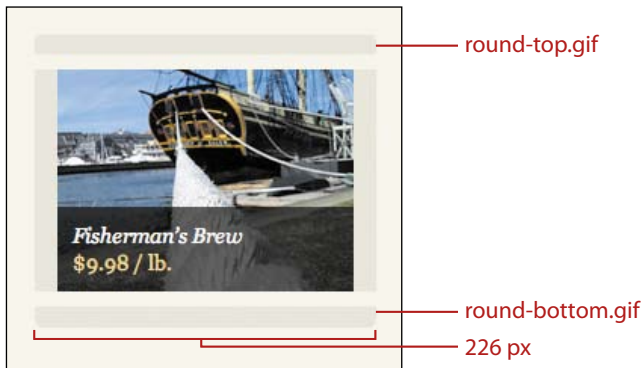 round-top.gif
Fisherman's Brew
$9.98 / lb.
round-bottom.gif
226 px